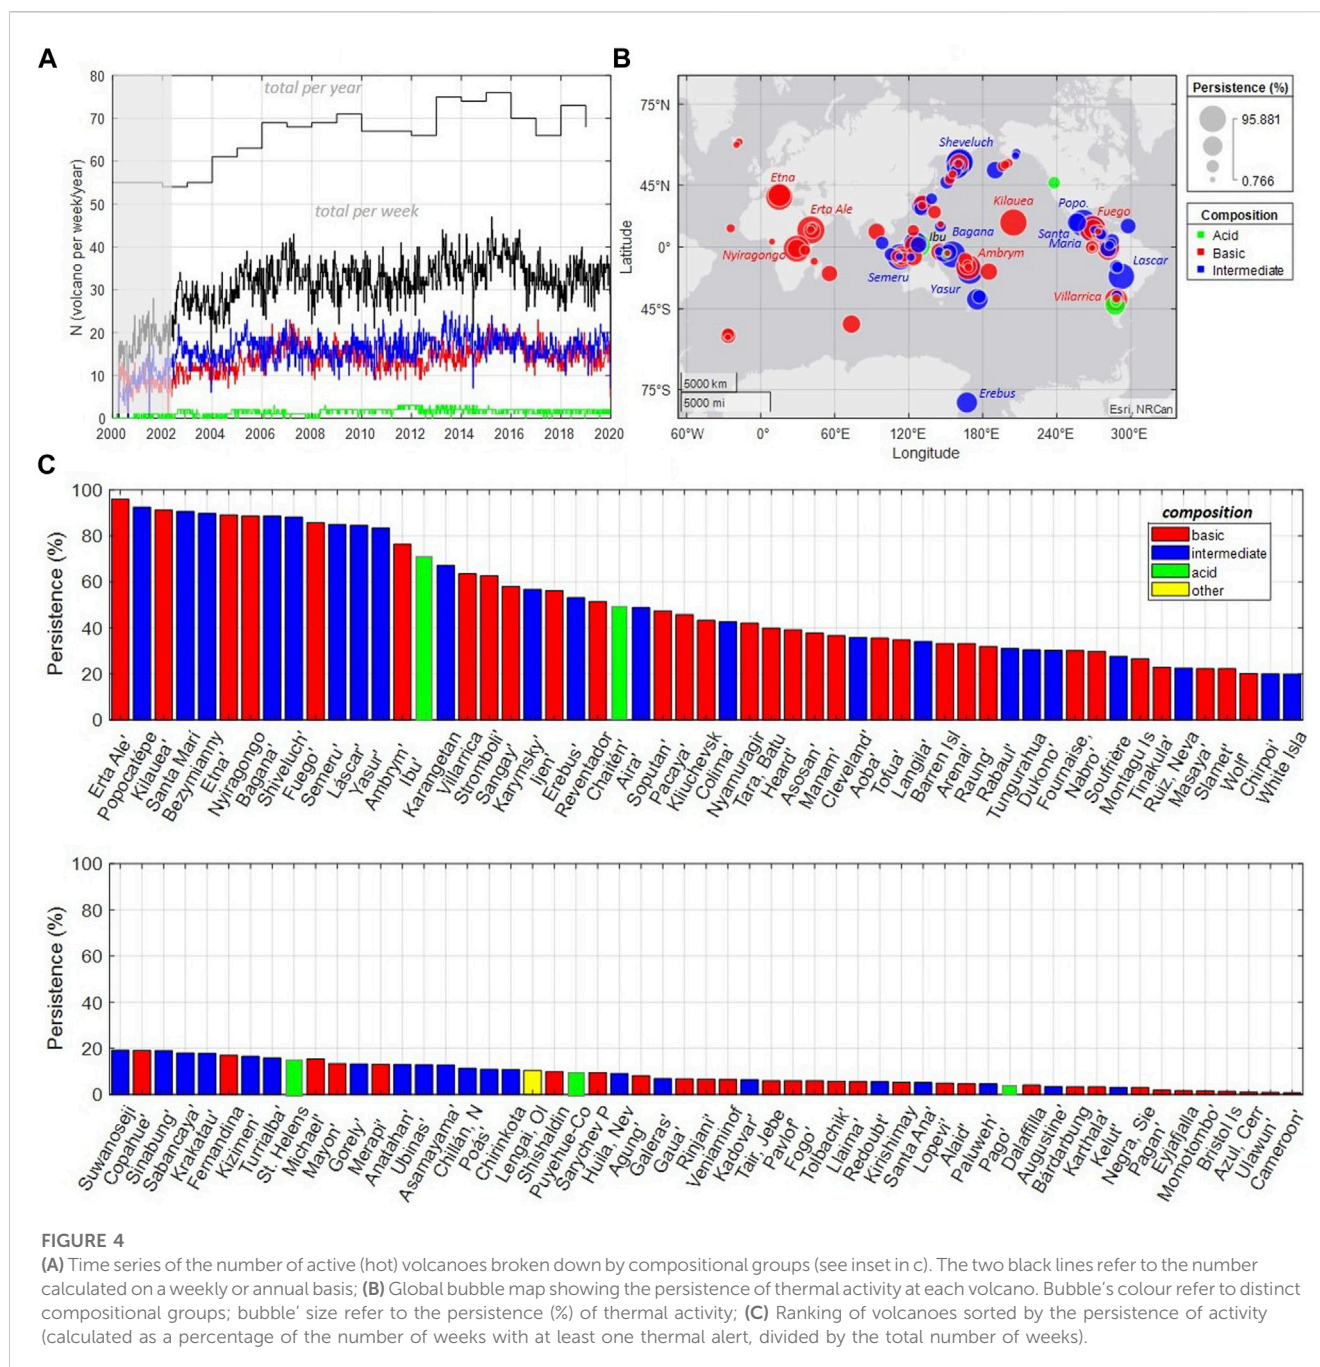 A
80
70
60
50
40
30
20
10
0
N (volcano per week/year)
total per year
total per week
2000 2002 2004 2006 2008 2010 2012 2014 2016 2018 2020
B
75°N
45°N
0°
45°S
75°S
Latitude
Sheveluch
Etna
Erta Ale
Kilauea
Popo.
Fuego
Ibu
Bagana
Santa
Maria
Nyiragongo
Ambrym
Lascar
Semeru
Yasur
Villarrica
Erebus
5000 km
5000 mi
Esri, NRCan
60°W 0° 60°E 120°E 180°E 240°E 300°E
Longitude
Persistence (%)
95.881
0.766
Composition
Acid
Basic
Intermediate
C
100
80
60
40
20
0
Persistence (%)
composition
basic
intermediate
acid
other
Erta Ale'
Popocatépe
Kilauea'
Santa Marí
Bezymianny
Etna'
Nyiragongo
Bagana'
Shiveluch'
Fuego'
Semeru'
Lascar'
Yasur'
Ambrym'
Ibu'
Karangetan
Villarrica
Stromboli'
Sangay'
Karymsky'
Ijen'
Erebus'
Reventador
Chaitén'
Aira'
Soputan'
Pacaya'
Kliuchevsk
Colima'
Nyamuragir
Tara, Batu
Heard'
Asosan'
Manam'
Cleveland'
Aoba'
Tofua'
Langila'
Barren Isl
Arenal'
Raung'
Rabaul'
Tungurahua
Dukono'
Fournaise,
Nabro'
Soufrière
Montagu Is
Tinakula'
Ruiz, Neva
Masaya'
Slamet'
Wolf'
Chirpoi'
White Isla
100
80
60
40
20
0
Persistence (%)
Suwanosejj
Copahue'
Sinabung'
Sabancaya'
Krakatau'
Fernandina
Kizimen'
Turrialba'
St. Helens
Michael'
Mayon'
Gorely'
Merapi'
Anatahan'
Ubinas'
Asamayama'
Chillan, N
Poás'
Chirinkota
Lengai, Ol
Shishaldin
Puyehue-Co
Sarychev P
Huila, Nev
Agung'
Galeras'
Gaua'
Rinjani'
Veniaminof
Kadovar'
Tair, Jebe
Pavlof'
Fogo'
Tolbachik'
Llaima'
Redoubt'
Kirishimay
Santa Ana'
Lopevi'
Alaid'
Paluweh'
Pago'
Dalaffilla
Augustine'
Bardarbung
Karthala'
Kelut'
Negra, Sie
Pagan'
Eyjafjalla
Momotombo'
Bristol Is
Azul, Cerr
Ulawun'
Cameroon'
FIGURE 4
(A) Time series of the number of active (hot) volcanoes broken down by compositional groups (see inset in c). The two black lines refer to the number
calculated on a weekly or annual basis; (B) Global bubble map showing the persistence of thermal activity at each volcano. Bubble's colour refer to distinct
compositional groups; bubble' size refer to the persistence (%) of thermal activity; (C) Ranking of volcanoes sorted by the persistence of activity
(calculated as a percentage of the number of weeks with at least one thermal alert, divided by the total number of weeks).